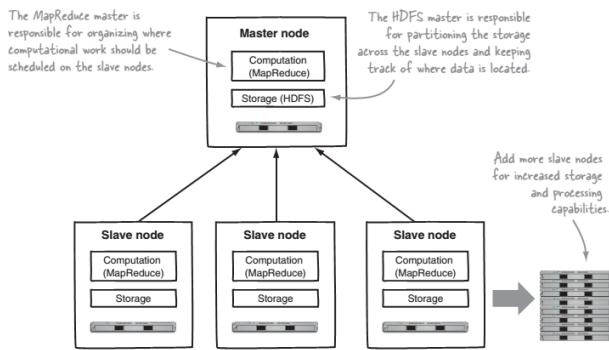 The MapReduce master is
responsible for organizing where
computational work should be
scheduled on the slave nodes.
The HDFS master is responsible
for partitioning the storage
across the slave nodes and keeping
track of where data is located.
Master node
Computation
(MapReduce)
Storage (HDFS)
Add more slave nodes
for increased storage
and processing
capabilities.
Slave node
Computation
(MapReduce)
Storage
Slave node
Computation
(MapReduce)
Storage
Slave node
Computation
(MapReduce)
Storage